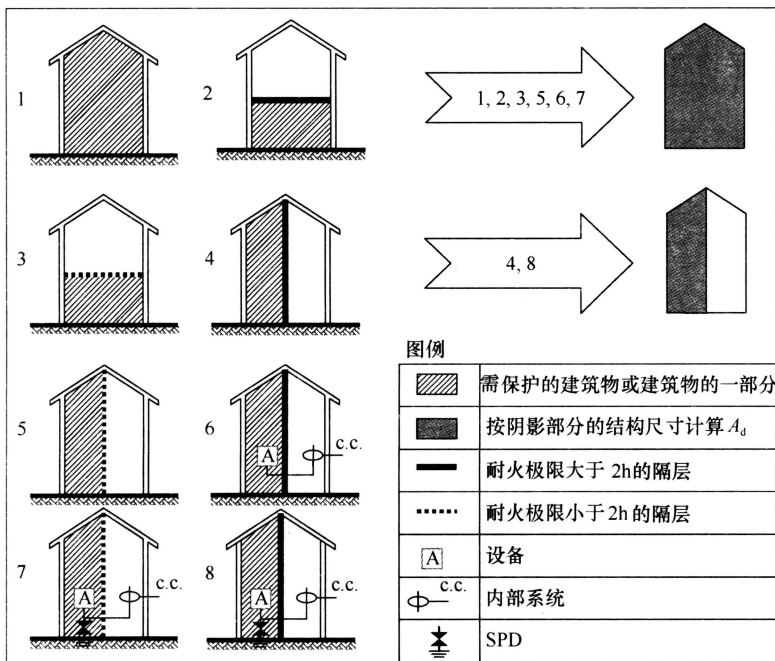 1
2
1, 2, 3, 5, 6, 7
3
4
4, 8
图例
需保护的建筑物或建筑物的一部分
按阴影部分的结构尺寸计算 Ad
耐火极限大于 2h的隔层
耐火极限小于 2h的隔层
A 设备
c.c. 内部系统
SPD
5
6
A
c.c.
7
A
c.c.
8
A
c.c.